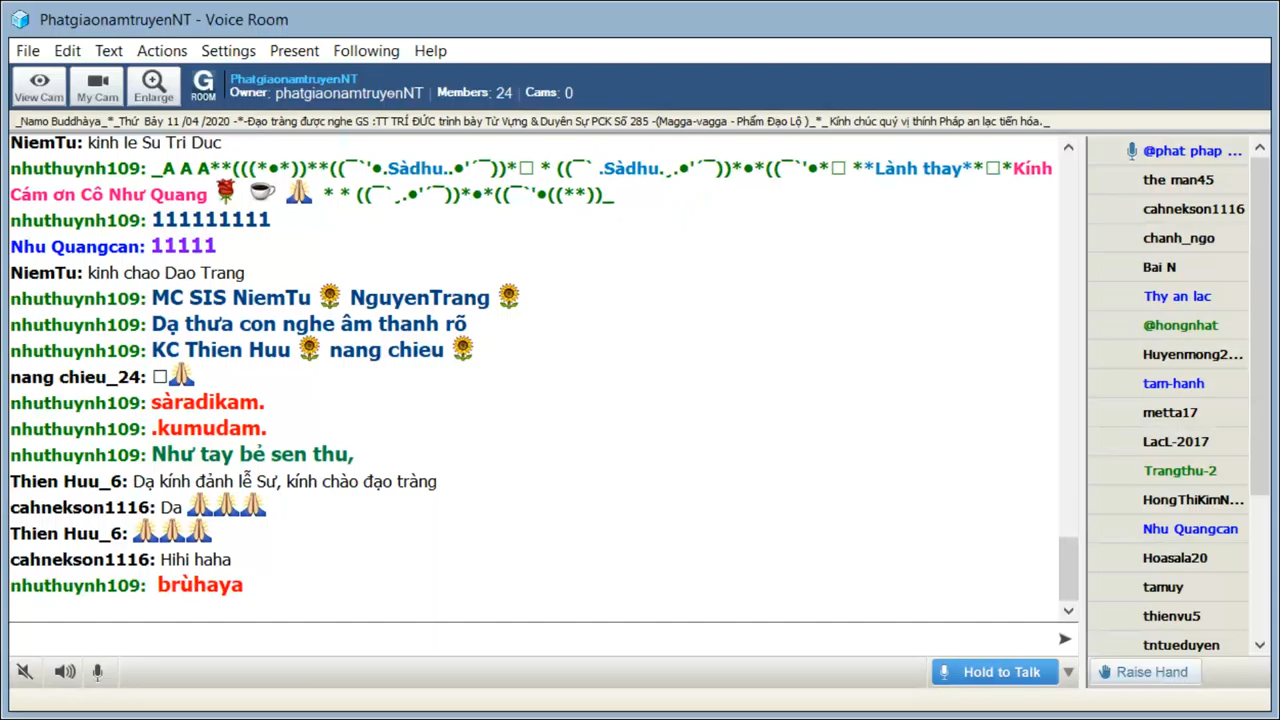 PhatgiaonamtruyenNT - Voice Room
File Edit Text Actions Settings Present Following Help
View Cam My Cam Enlarge G ROOM
PhatgiaonamtruyenNT
Owner: phatgiaonamtruyenNT Members: 24 Cams: 0
_Namo Buddhàya_*_Thứ Bảy 11 /04 /2020 -*-Đạo tràng được nghe GS :TT TRÍ ĐỨC trình bày Từ Vựng & Duyên Sự PCK Số 285 -(Magga-vagga - Phẩm Đạo Lộ )_*_ Kính chúc quý vị thính Pháp an lạc tiến hóa._
NiemTu: kinh le Su Tri Duc
nhuthuynh109: _A A A**(((*●*))**((¯`'●.Sàdhu..●'´¯))*□ * ((¯` .Sàdhu.¸.●'´¯))*●*((¯`'●*□ **Lành thay**□*Kính
Cám ơn Cô Như Quang 🌹 ☕ 🙏 * * ((¯`¸.●'´¯))*●*((¯`'●((**))_
nhuthuynh109: 111111111
Nhu Quangcan: 11111
NiemTu: kinh chao Dao Trang
nhuthuynh109: MC SIS NiemTu 🌻 NguyenTrang 🌻
nhuthuynh109: Dạ thưa con nghe âm thanh rõ
nhuthuynh109: KC Thien Huu 🌻 nang chieu 🌻
nang chieu_24: □🙏
nhuthuynh109: sàradikam.
nhuthuynh109: .kumudam.
nhuthuynh109: Như tay bẻ sen thu,
Thien Huu_6: Dạ kính đảnh lễ Sư, kính chào đạo tràng
cahnekson1116: Da 🙏🙏🙏
Thien Huu_6: 🙏🙏🙏
cahnekson1116: Hihi haha
nhuthuynh109: brùhaya
@phat phap ...
the man45
cahnekson1116
chanh_ngo
Bai N
Thy an lac
@hongnhat
Huyenmong2...
tam-hanh
metta17
LacL-2017
Trangthu-2
HongThiKimN...
Nhu Quangcan
Hoasala20
tamuy
thienvu5
tntueduyen
Hold to Talk
Raise Hand